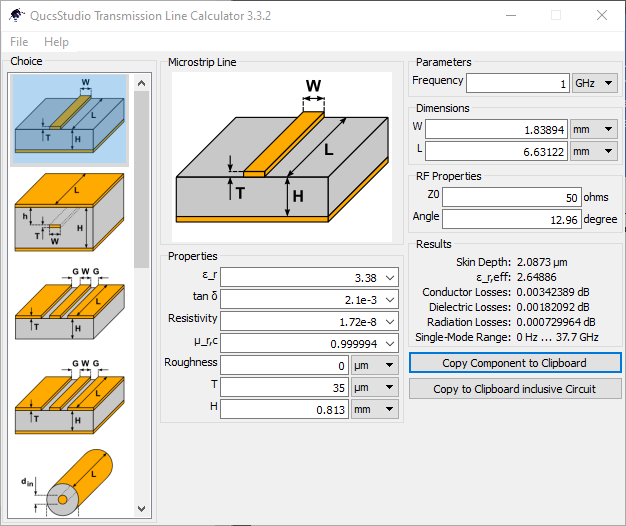 QucsStudio Transmission Line Calculator 3.3.2
File Help
Choice
W
L
T
H
L
h
H
T
W
G W G
L
T
H
G W G
L
T
H
L
d in
Microstrip Line
W
L
T
H
Properties
ε_r 3.38
tan δ 2.1e-3
Resistivity 1.72e-8
μ_r,c 0.999994
Roughness 0 µm
T 35 µm
H 0.813 mm
Parameters
Frequency 1 GHz
Dimensions
W 1.83894 mm
L 6.63122 mm
RF Properties
Z0 50 ohms
Angle 12.96 degree
Results
Skin Depth: 2.0873 µm
ε_r,eff: 2.64886
Conductor Losses: 0.00342389 dB
Dielectric Losses: 0.00182092 dB
Radiation Losses: 0.000729964 dB
Single-Mode Range: 0 Hz ... 37.7 GHz
Copy Component to Clipboard
Copy to Clipboard inclusive Circuit